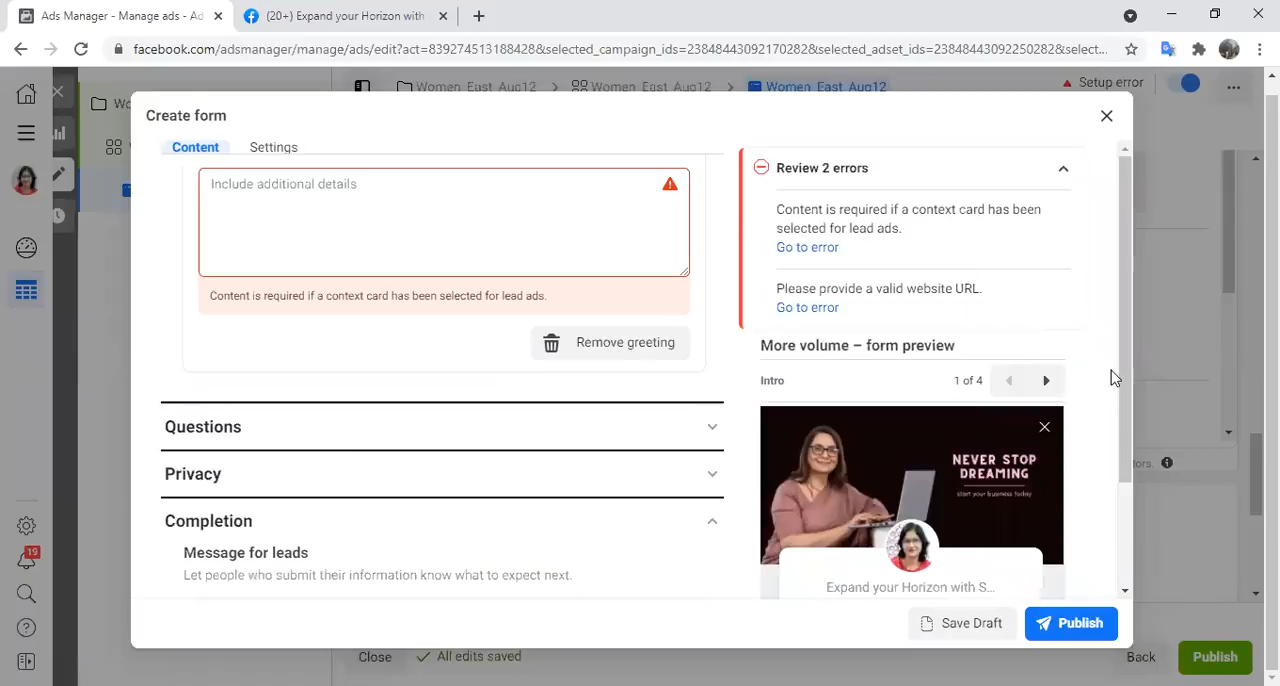 Ads Manager - Manage ads - Ad
(20+) Expand your Horizon with
facebook.com/adsmanager/manage/ads/edit?act=839274513188428&selected_campaign_ids=23848443092170282&selected_adset_ids=23848443092250282&select...
Women_East_Aug12
Women_East_Aug12
Women_East_Aug12
Setup error
Create form
Content
Settings
Include additional details
Content is required if a context card has been selected for lead ads.
Remove greeting
Questions
Privacy
Completion
Message for leads
Let people who submit their information know what to expect next.
Review 2 errors
Content is required if a context card has been
selected for lead ads.
Go to error
Please provide a valid website URL.
Go to error
More volume – form preview
Intro
1 of 4
NEVER STOP
DREAMING
start your business today
Expand your Horizon with S...
Save Draft
Publish
Close
All edits saved
Back
Publish
19